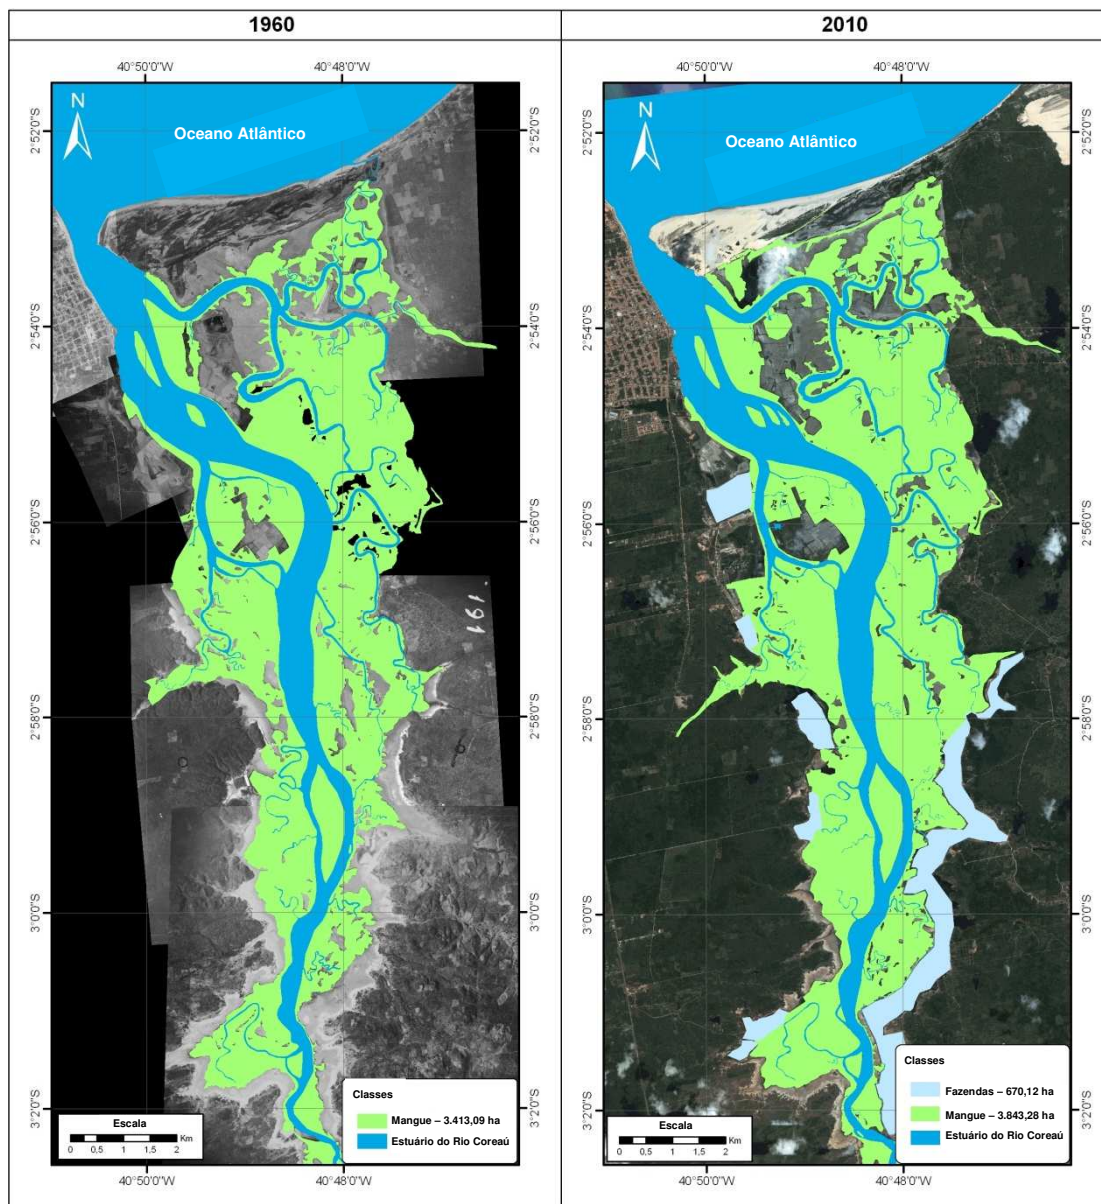 1960
2010
40°50'0"W
40°48'0"W
40°50'0"W
40°48'0"W
N
N
Oceano Atlântico
Oceano Atlântico
2°52'0"S
2°52'0"S
2°52'0"S
2°52'0"S
2°54'0"S
2°54'0"S
2°54'0"S
2°54'0"S
2°56'0"S
2°56'0"S
2°56'0"S
2°56'0"S
161
2°58'0"S
2°58'0"S
2°58'0"S
2°58'0"S
3°0'0"S
3°0'0"S
3°0'0"S
3°0'0"S
3°2'0"S
3°2'0"S
3°2'0"S
3°2'0"S
Escala
0 0,5 1 1,5 2 Km
Classes
Mangue – 3.413,09 ha
Estuário do Rio Coreaú
Escala
0 0,5 1 1,5 2 Km
Classes
Fazendas – 670,12 ha
Mangue – 3.843,28 ha
Estuário do Rio Coreaú
40°50'0"W
40°48'0"W
40°50'0"W
40°48'0"W